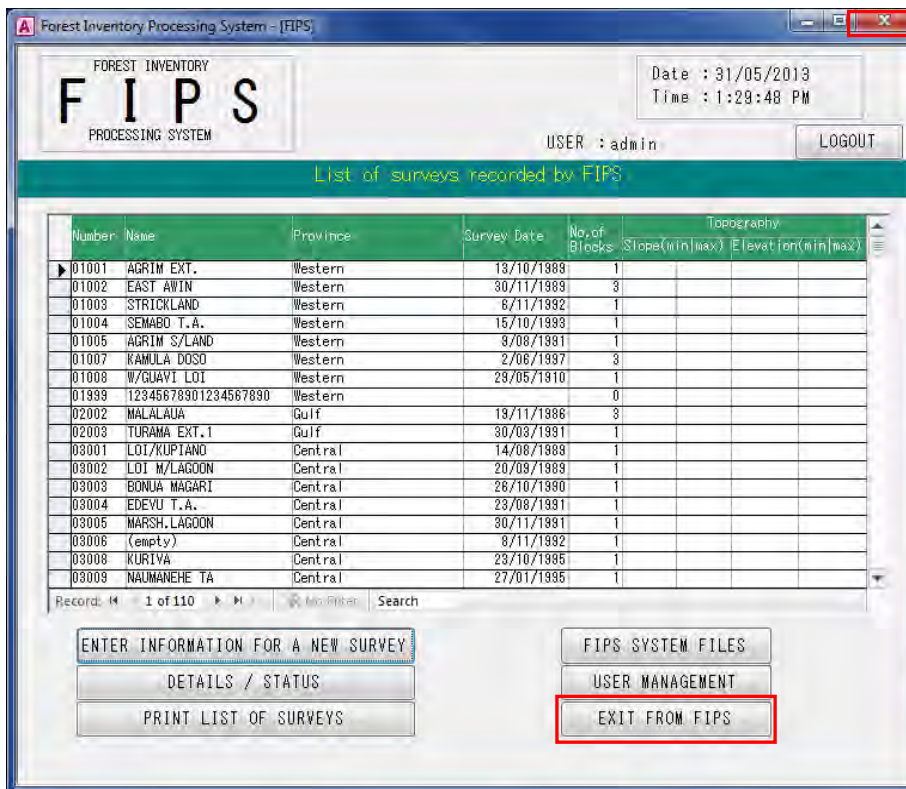 Forest Inventory Processing System - [FIPS]
FOREST INVENTORY
F I P S
PROCESSING SYSTEM
Date : 31/05/2013
Time : 1:29:48 PM
USER : admin
LOGOUT
List of surveys recorded by FIPS
Number Name Province Survey Date No.of Blocks Topography
Slope(min|max) Elevation(min|max)
01001 AGRIM EXT. Western 13/10/1989 1
01002 EAST AWIN Western 30/11/1989 3
01003 STRICKLAND Western 6/11/1992 1
01004 SEMABO T.A. Western 15/10/1993 1
01005 AGRIM S/LAND Western 9/08/1991 1
01007 KAMULA DOSO Western 2/06/1997 3
01008 W/GUAVI LOI Western 29/05/1910 1
01999 12345678901234567890 Western 0
02002 MALALAUA Gulf 19/11/1986 3
02003 TURAMA EXT.1 Gulf 30/03/1991 1
03001 LOI/KUPIANO Central 14/08/1989 1
03002 LOI M/LAGOON Central 20/09/1989 1
03003 BONUA MAGARI Central 26/10/1990 1
03004 EDEVU T.A. Central 23/08/1991 1
03005 MARSH.LAGOON Central 30/11/1991 1
03006 (empty) Central 9/11/1992 1
03008 KURIVA Central 23/10/1995 1
03009 NAUMANEHE TA Central 27/01/1995 1
Record: 1 of 110 No Filter Search
ENTER INFORMATION FOR A NEW SURVEY
FIPS SYSTEM FILES
DETAILS / STATUS
USER MANAGEMENT
PRINT LIST OF SURVEYS
EXIT FROM FIPS